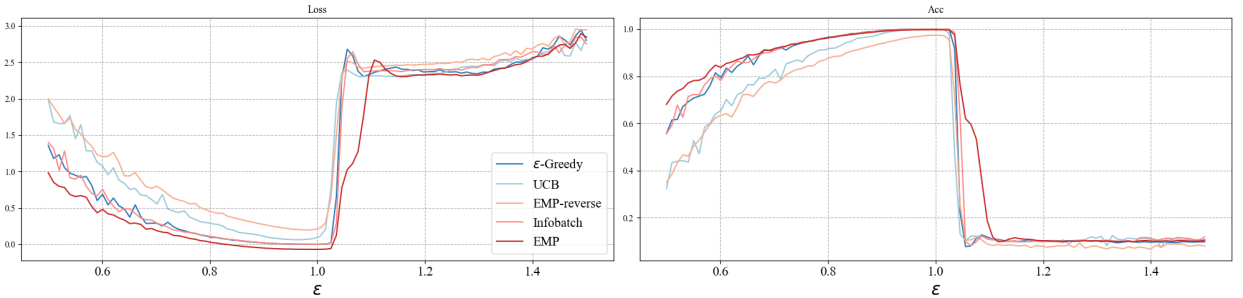 Loss
3.0
2.5
2.0
1.5
1.0
0.5
0.0
0.6 0.8 1.0 1.2 1.4
ε
ε-Greedy
UCB
EMP-reverse
Infobatch
EMP
Acc
1.0
0.8
0.6
0.4
0.2
0.6 0.8 1.0 1.2 1.4
ε